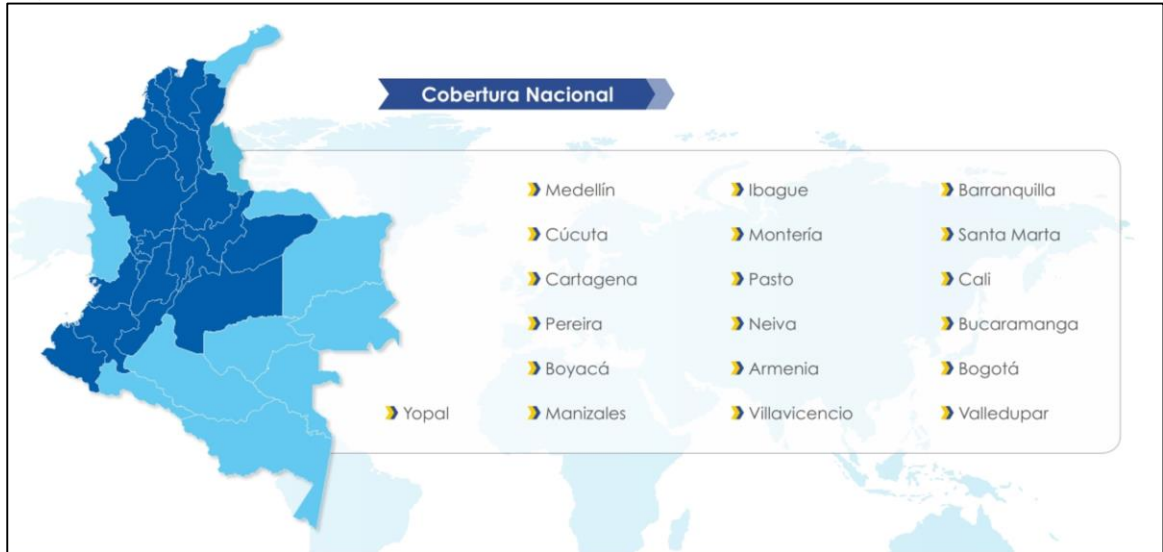 Cobertura Nacional
Medellín
Ibague
Barranquilla
Cúcuta
Montería
Santa Marta
Cartagena
Pasto
Cali
Pereira
Neiva
Bucaramanga
Boyacá
Armenia
Bogotá
Yopal
Manizales
Villavicencio
Valledupar